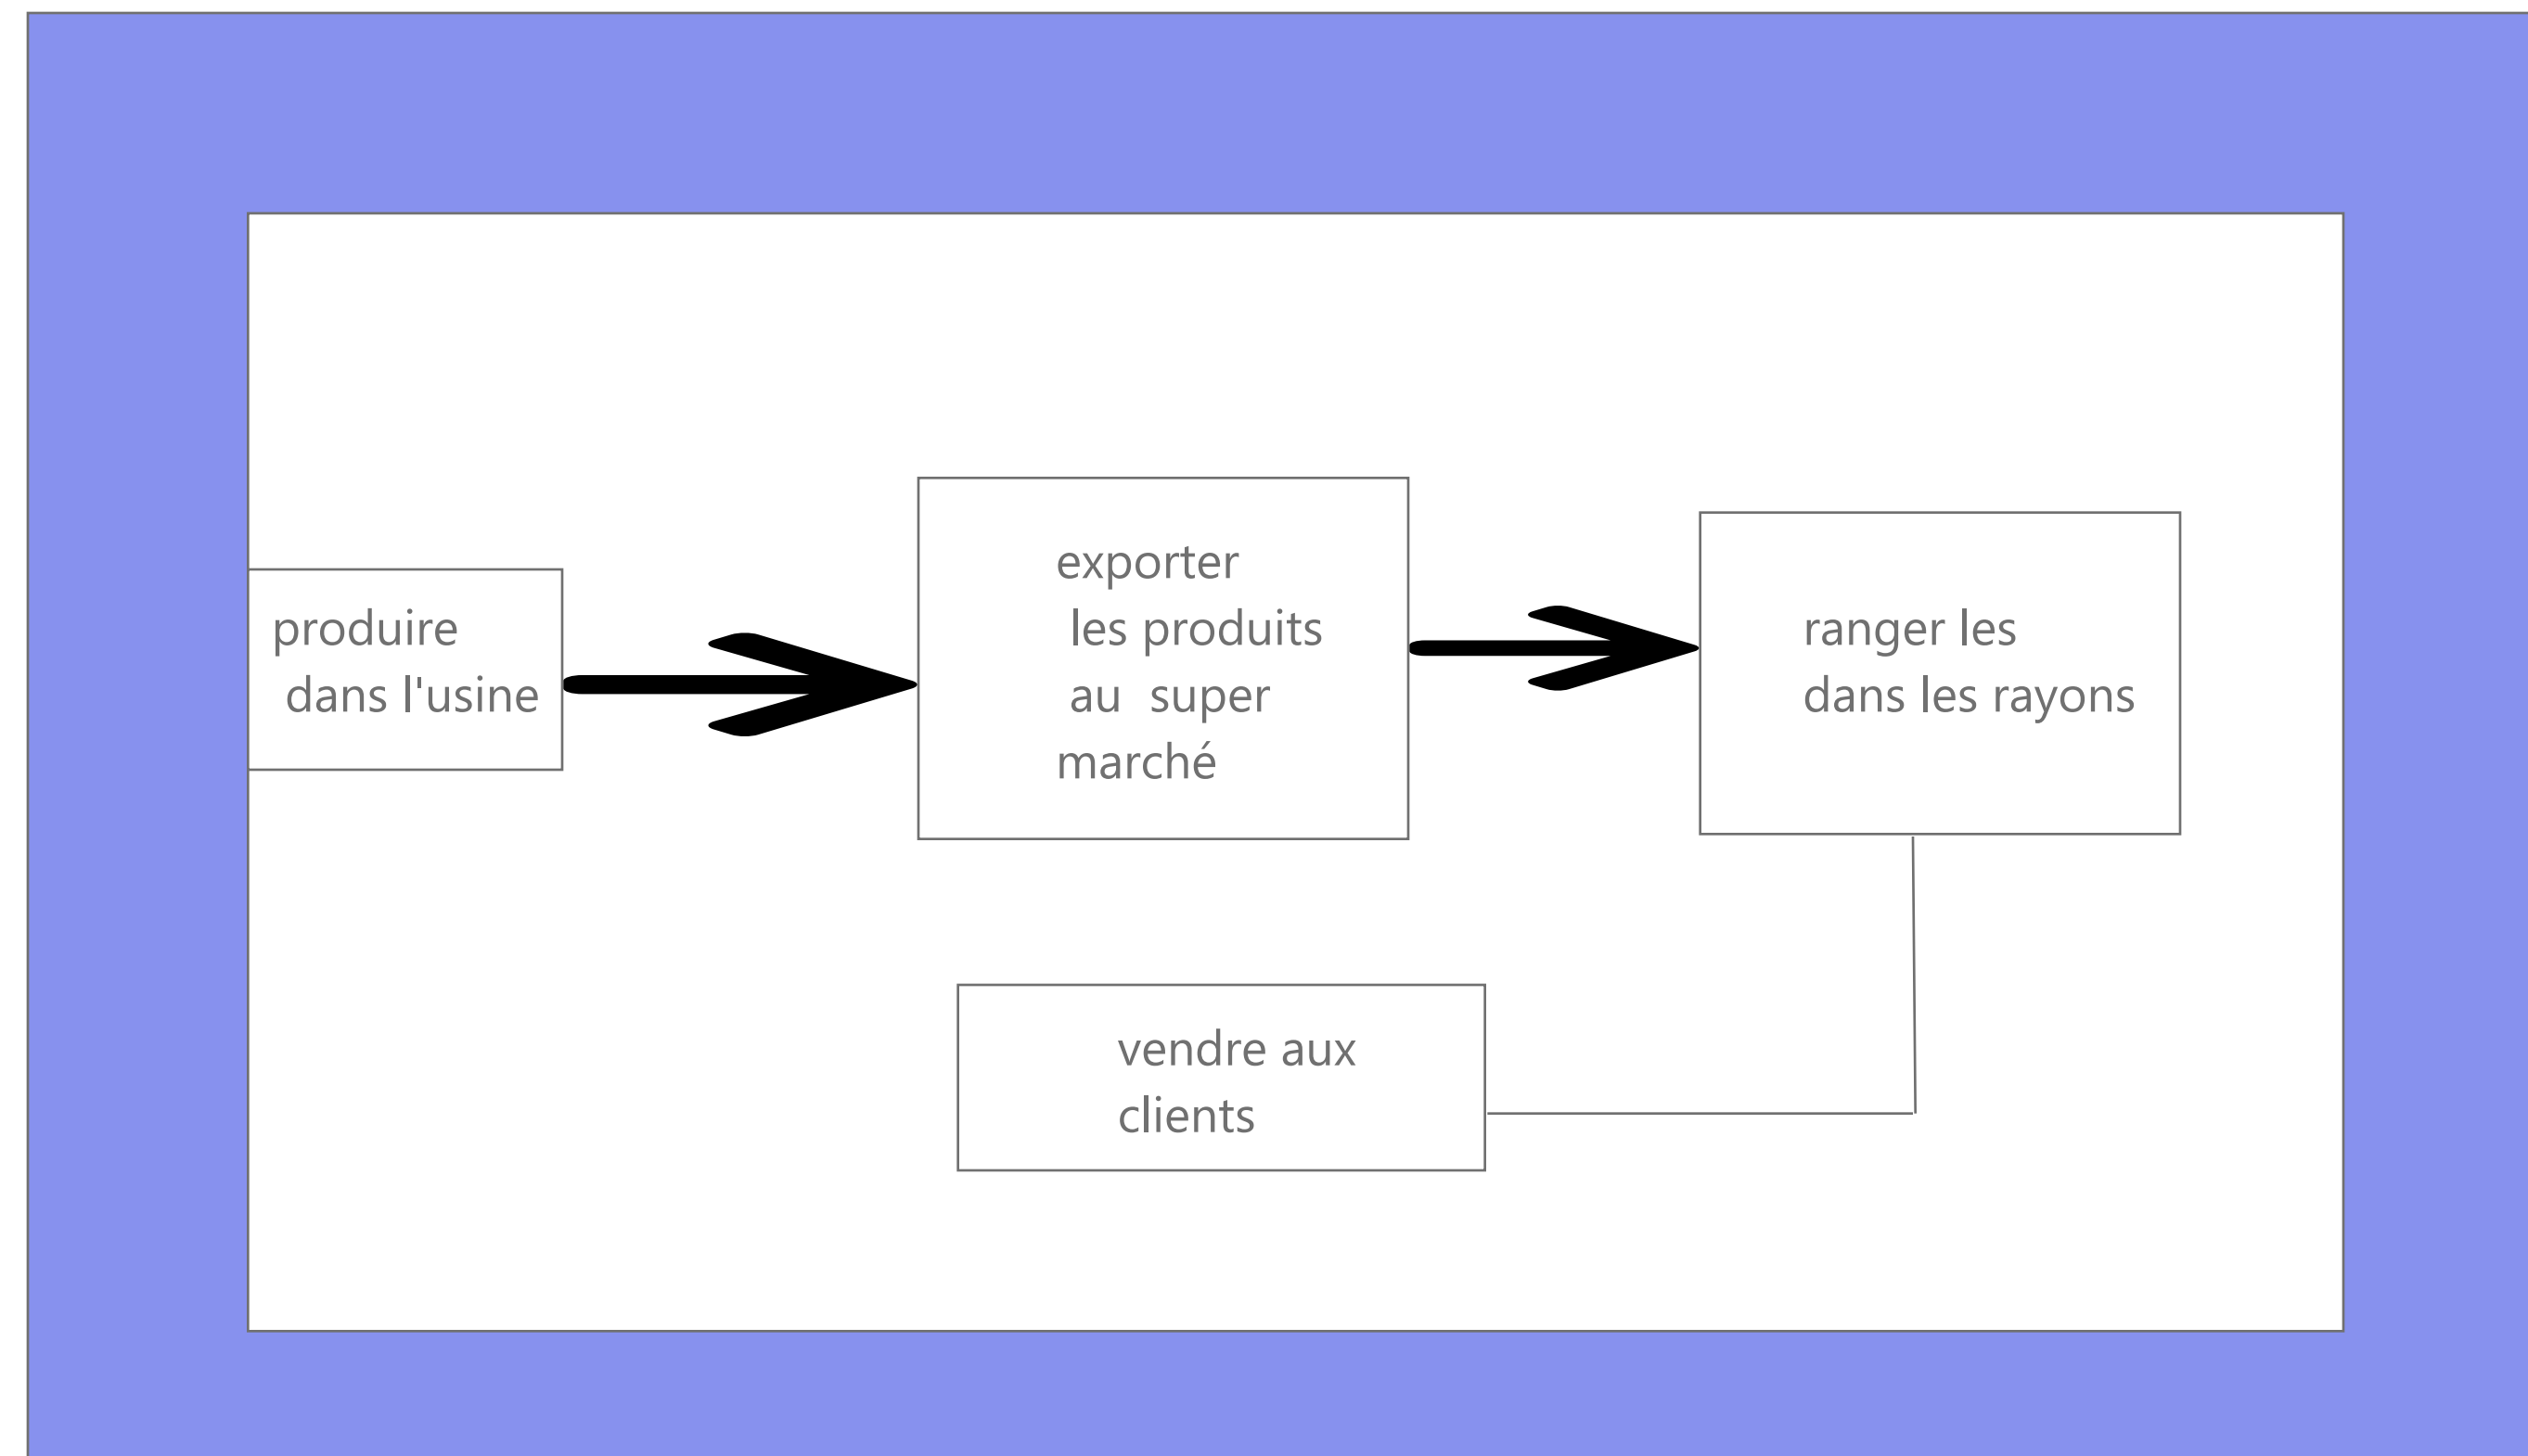 produire
dans l'usine
exporter
les produits
au super
marché
ranger les
dans les rayons
vendre aux
clients